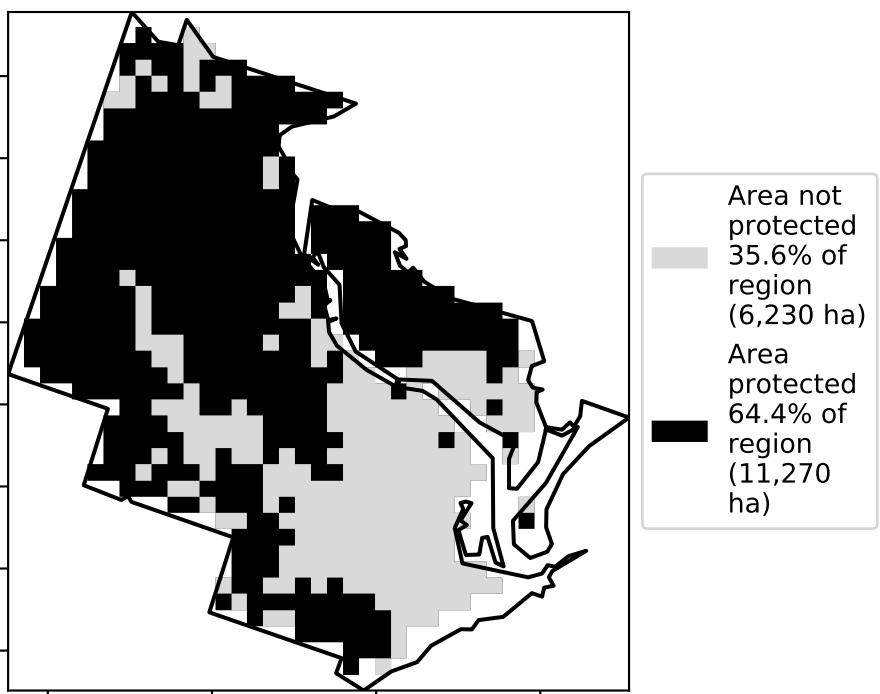 Area not
protected
35.6% of
region
(6,230 ha)
Area
protected
64.4% of
region
(11,270
ha)